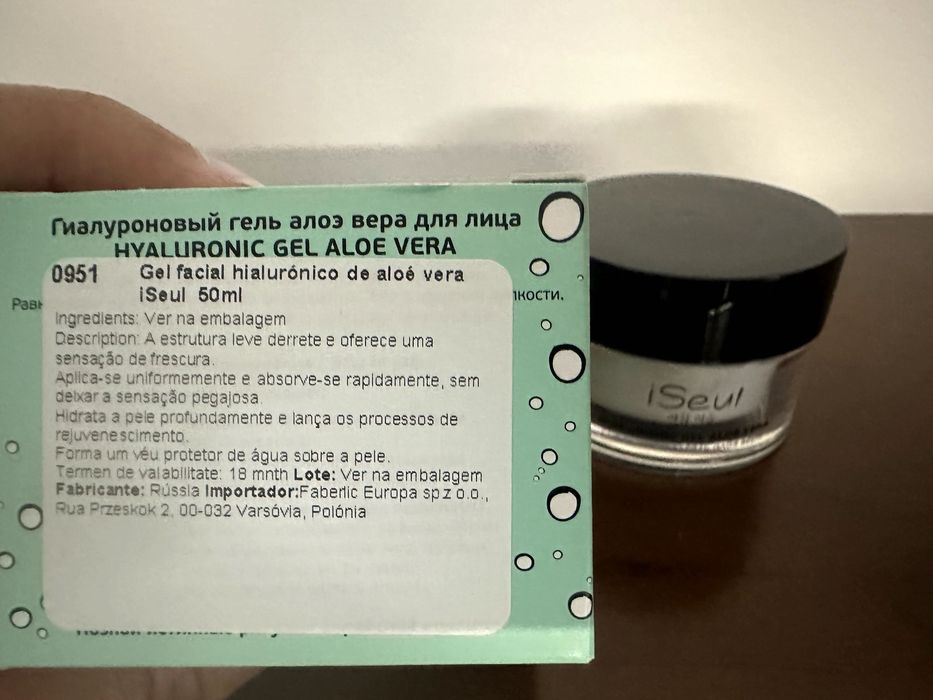 Гиалуроновый гель алоэ вера для лица
HYALURONIC GEL ALOE VERA
0951 Gel facial hialurónico de aloé vera
iSeul 50ml
Ingredients: Ver na embalagem
Description: A estrutura leve derrete e oferece uma
sensação de frescura.
Aplica-se uniformemente e absorve-se rapidamente, sem
deixar a sensação pegajosa.
Hidrata a pele profundamente e lança os processos de
rejuvenescimento.
Forma um véu protetor de água sobre a pele.
Termen de valabilitate: 18 mnth Lote: Ver na embalagem
Fabricante: Rússia Importador:Faberlic Europa sp z o.o.,
Rua Przeskok 2, 00-032 Varsóvia, Polónia
iSeul